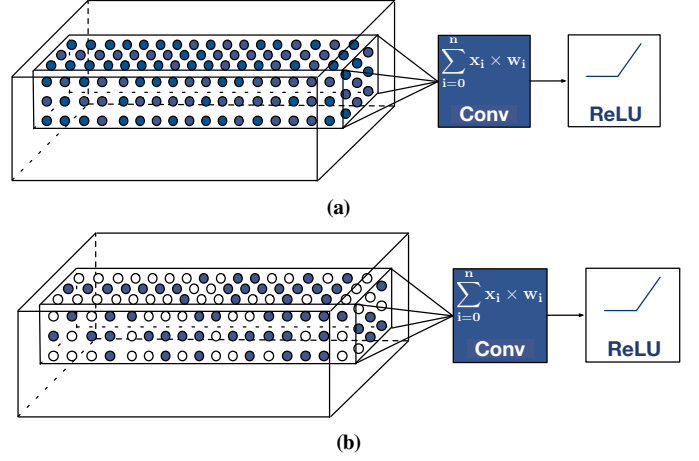 n
∑ xᵢ × wᵢ
i=0
Conv
ReLU
(a)
n
∑ xᵢ × wᵢ
i=0
Conv
ReLU
(b)